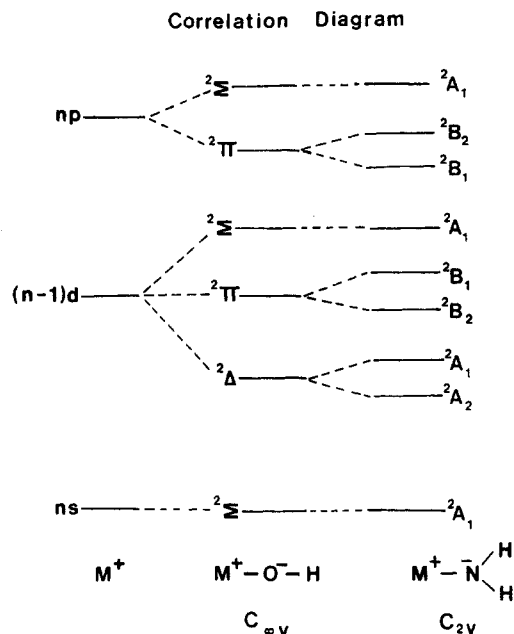 Correlation Diagram
²Σ ²A₁
np
²Π ²B₂
²B₁
²Σ ²A₁
²B₁
(n-1)d ²Π
²B₂
²A₁
²Δ
²A₂
ns ²Σ ²A₁
H
M⁺ M⁺-O⁻-H M⁺-N̄
H
C∞v C₂v